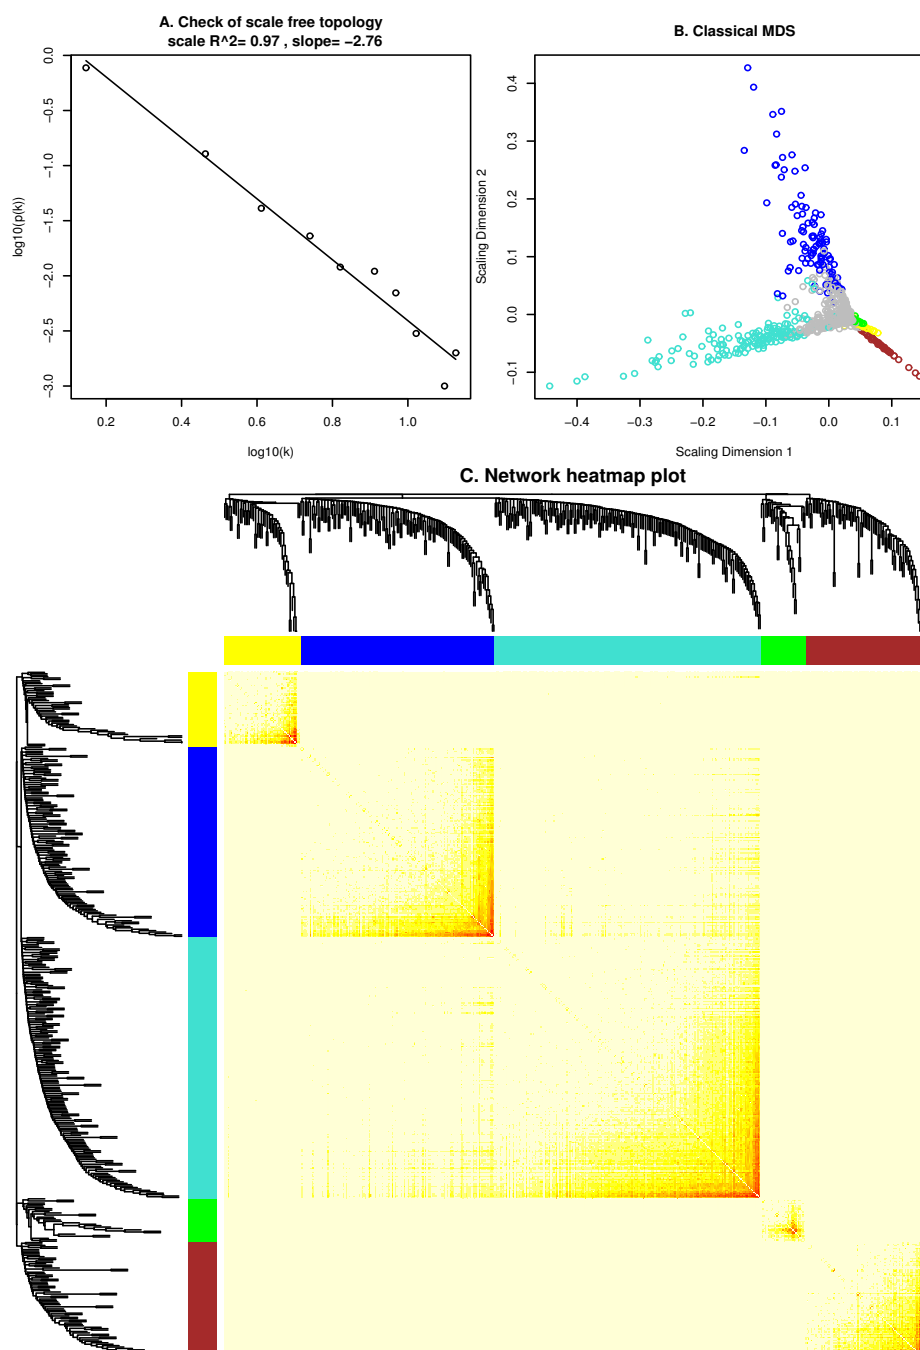 A. Check of scale free topology
scale R^2= 0.97 , slope= −2.76
0.0
−0.5
−1.0
−1.5
−2.0
−2.5
−3.0
log10(p(k))
0.2 0.4 0.6 0.8 1.0
log10(k)
B. Classical MDS
0.4
0.3
0.2
0.1
0.0
−0.1
Scaling Dimension 2
−0.4 −0.3 −0.2 −0.1 0.0 0.1
Scaling Dimension 1
C. Network heatmap plot